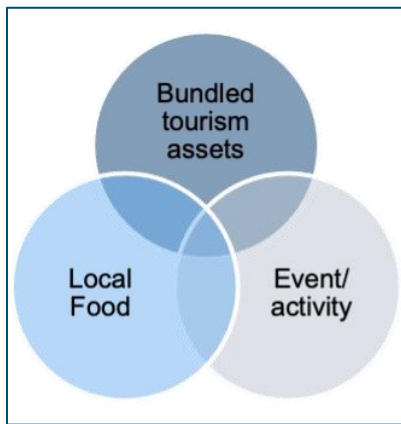 Bundled
tourism
assets
Local
Food
Event/
activity